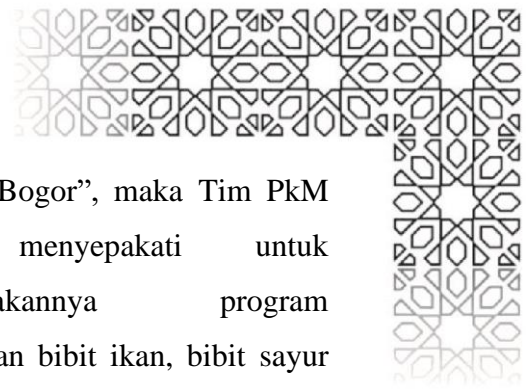 Bogor”, maka Tim PkM
menyepakati untuk
akannya program
an bibit ikan, bibit sayur